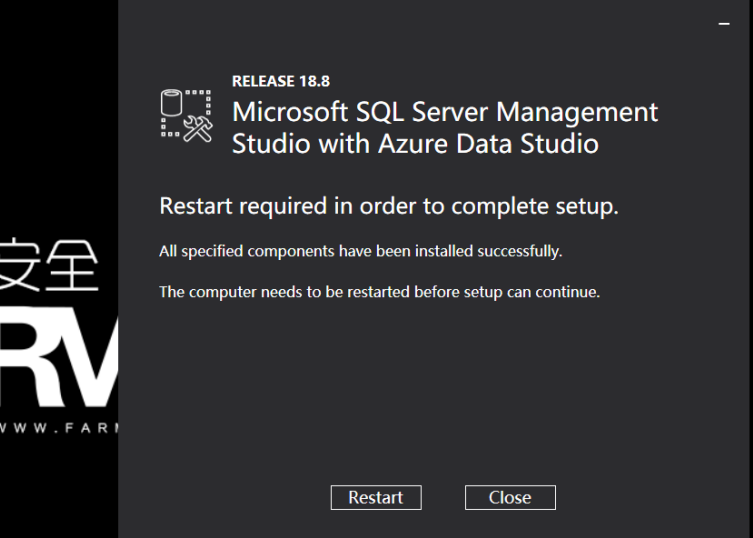 RELEASE 18.8
Microsoft SQL Server Management
Studio with Azure Data Studio
Restart required in order to complete setup.
All specified components have been installed successfully.
The computer needs to be restarted before setup can continue.
安全
RV
WWW.FARM
Restart
Close